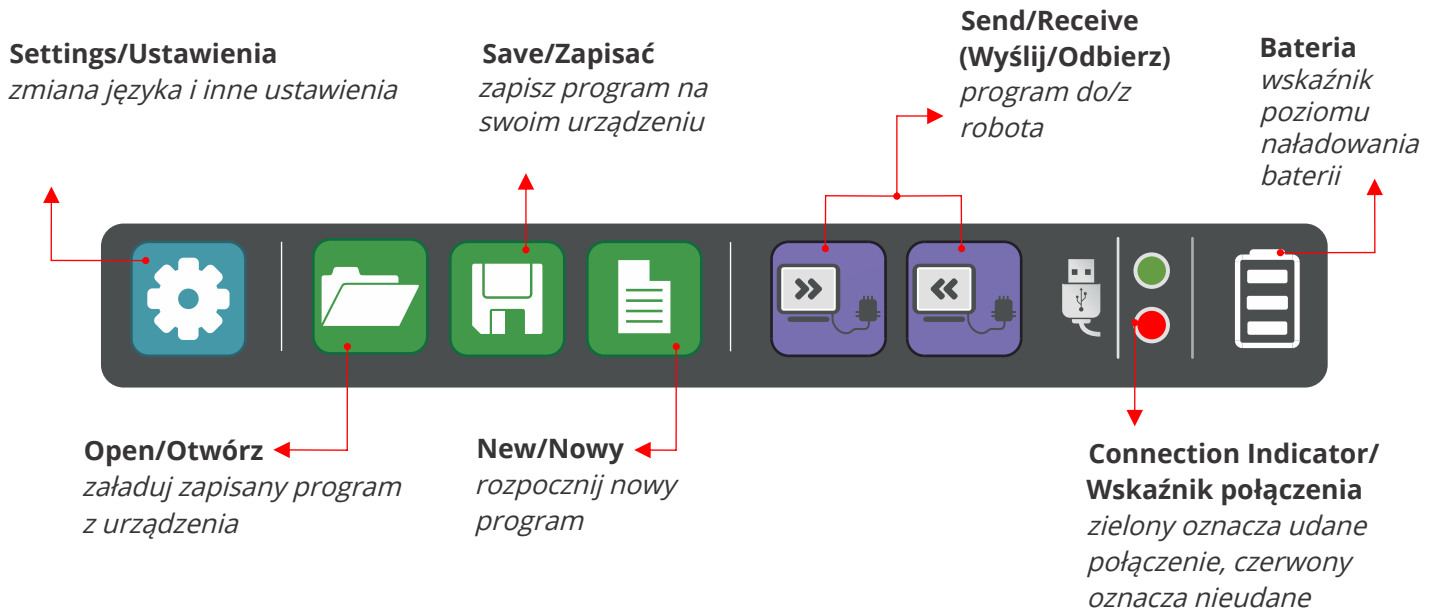 Settings/Ustawienia
zmiana języka i inne ustawienia
Save/Zapisać
zapisz program na
swoim urządzeniu
Send/Receive
(Wyślij/Odbierz)
program do/z
robota
Bateria
wskaźnik
poziomu
naładowania
baterii
Open/Otwórz
załaduj zapisany program
z urządzenia
New/Nowy
rozpocznij nowy
program
Connection Indicator/
Wskaźnik połączenia
zielony oznacza udane
połączenie, czerwony
oznacza nieudane